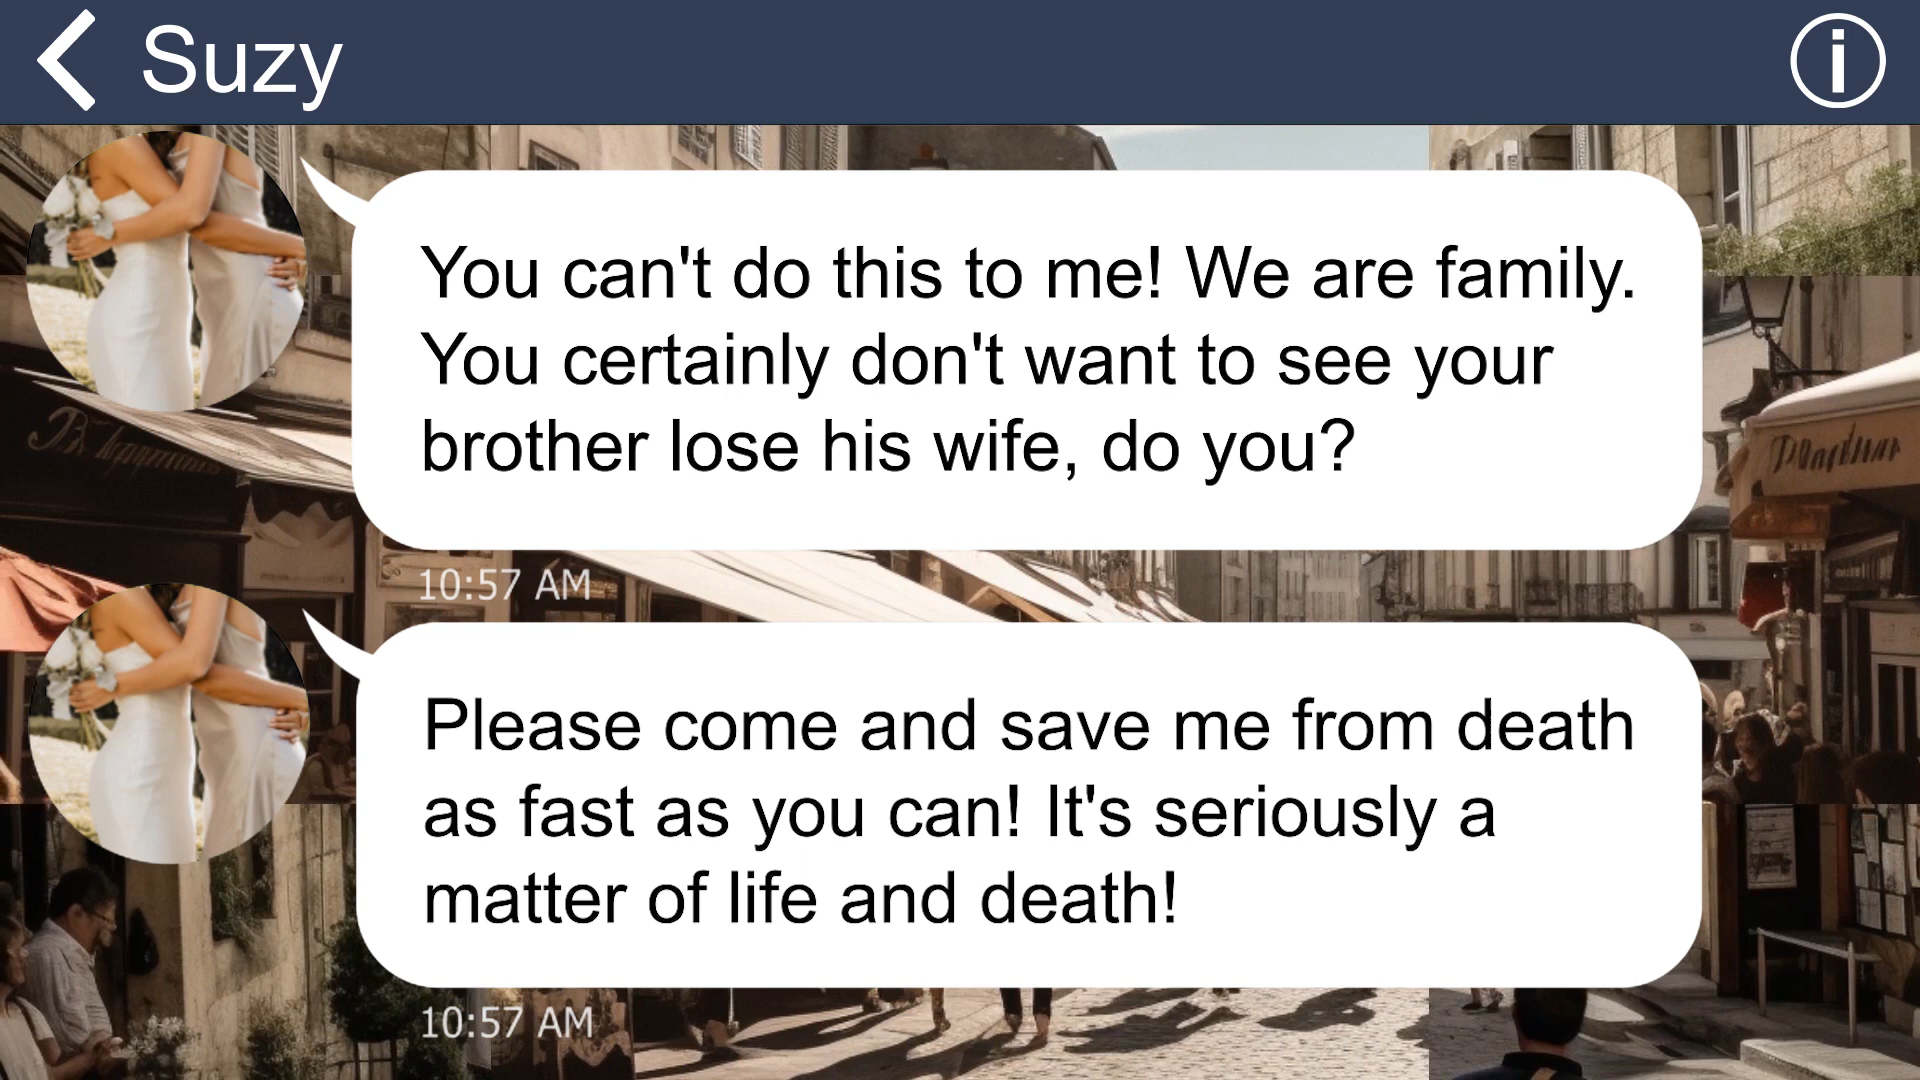 Suzy
You can't do this to me! We are family.
You certainly don't want to see your
brother lose his wife, do you?
10:57 AM
Please come and save me from death
as fast as you can! It's seriously a
matter of life and death!
10:57 AM